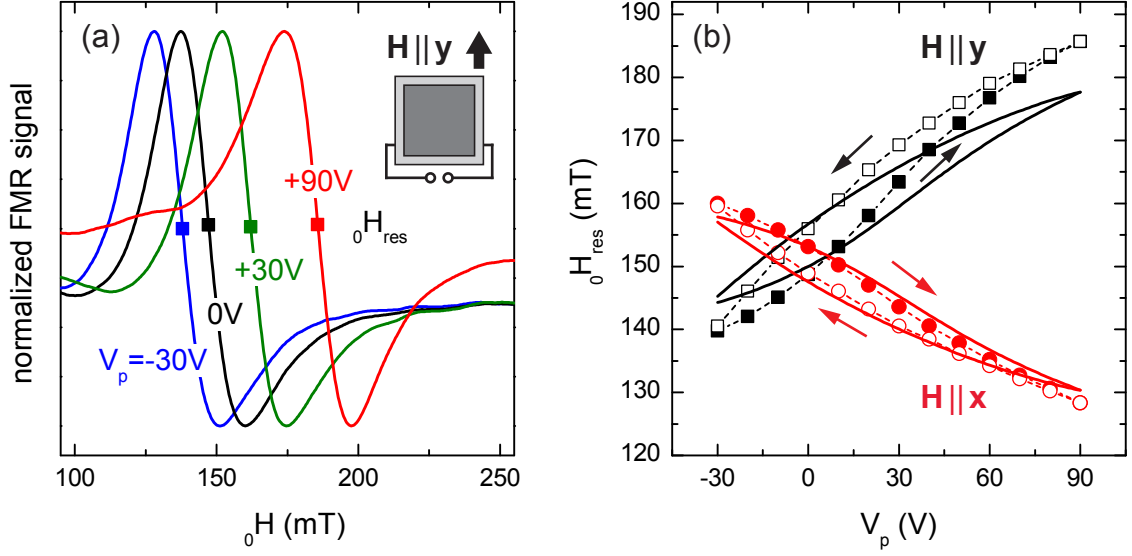 (a)
H || y
+90V
₀H_res
+30V
0V
V_p=-30V
normalized FMR signal
100 150 200 250
₀H (mT)
(b)
H || y
H || x
190
180
170
160
150
140
130
120
₀H_res (mT)
-30 0 30 60 90
V_p (V)